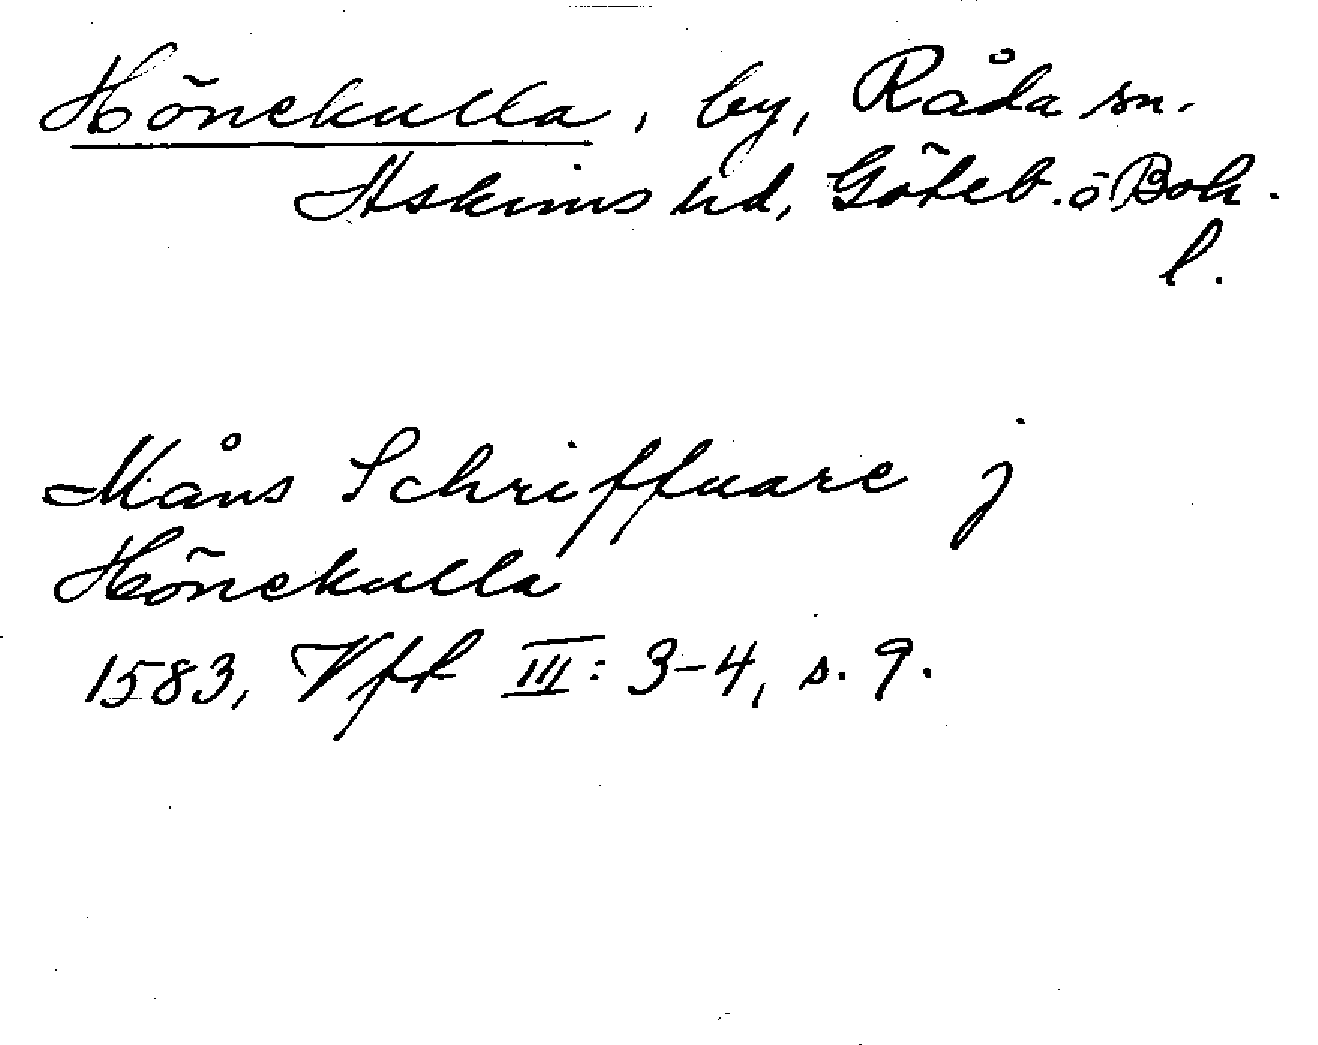 Hönekulla, by, Råda sn.
Askims hd, Göteb. o Boh.
l.
Måns Schriffuare j
Hönekulla
1583, Vfl III: 3-4, s. 9.